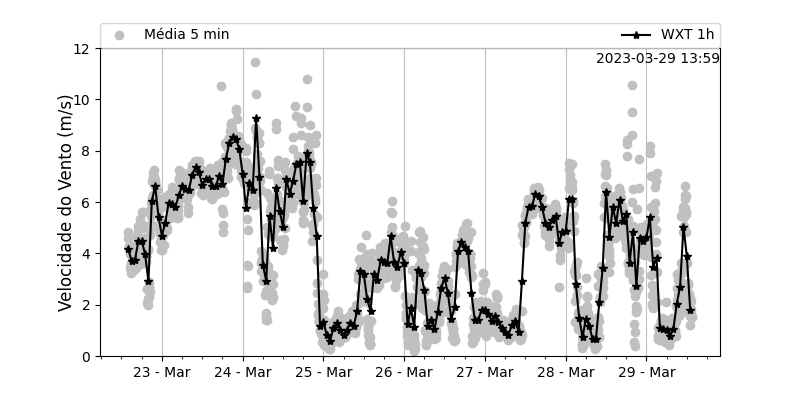 Média 5 min
WXT 1h
2023-03-29 13:59
Velocidade do Vento (m/s)
12
10
8
6
4
2
0
23 - Mar
24 - Mar
25 - Mar
26 - Mar
27 - Mar
28 - Mar
29 - Mar